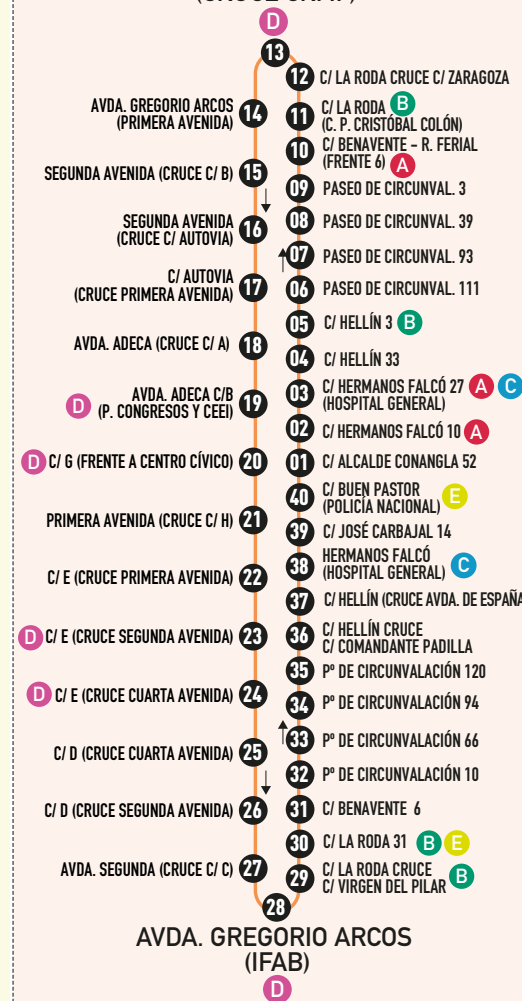 D
13
12 C/ LA RODA CRUCE C/ ZARAGOZA
AVDA. GREGORIO ARCOS
(PRIMERA AVENIDA) 14
11 C/ LA RODA B
(C. P. CRISTÓBAL COLÓN)
10 C/ BENAVENTE - R. FERIAL
(FRENTE 6) A
SEGUNDA AVENIDA (CRUCE C/ B) 15
09 PASEO DE CIRCUNVAL. 3
SEGUNDA AVENIDA
(CRUCE C/ AUTOVIA) 16
08 PASEO DE CIRCUNVAL. 39
07 PASEO DE CIRCUNVAL. 93
C/ AUTOVIA
(CRUCE PRIMERA AVENIDA) 17
06 PASEO DE CIRCUNVAL. 111
05 C/ HELLÍN 3 B
AVDA. ADECA (CRUCE C/ A) 18
04 C/ HELLÍN 33
D AVDA. ADECA C/B
(P. CONGRESOS Y CEEI) 19
03 C/ HERMANOS FALCÓ 27 A C
(HOSPITAL GENERAL)
02 C/ HERMANOS FALCÓ 10 A
D C/ G (FRENTE A CENTRO CÍVICO) 20
01 C/ ALCALDE CONANGLA 52
40 C/ BUEN PASTOR
(POLICÍA NACIONAL) E
PRIMERA AVENIDA (CRUCE C/ H) 21
39 C/ JOSÉ CARBAJAL 14
38 HERMANOS FALCÓ
(HOSPITAL GENERAL) C
C/ E (CRUCE PRIMERA AVENIDA) 22
37 C/ HELLÍN (CRUCE AVDA. DE ESPAÑA
D C/ E (CRUCE SEGUNDA AVENIDA) 23
36 C/ HELLÍN CRUCE
C/ COMANDANTE PADILLA
35 Pº DE CIRCUNVALACIÓN 120
D C/ E (CRUCE CUARTA AVENIDA) 24
34 Pº DE CIRCUNVALACIÓN 94
33 Pº DE CIRCUNVALACIÓN 66
C/ D (CRUCE CUARTA AVENIDA) 25
32 Pº DE CIRCUNVALACIÓN 10
C/ D (CRUCE SEGUNDA AVENIDA) 26
31 C/ BENAVENTE 6
30 C/ LA RODA 31 B E
AVDA. SEGUNDA (CRUCE C/ C) 27
29 C/ LA RODA CRUCE
C/ VIRGEN DEL PILAR B
28
AVDA. GREGORIO ARCOS
(IFAB)
D